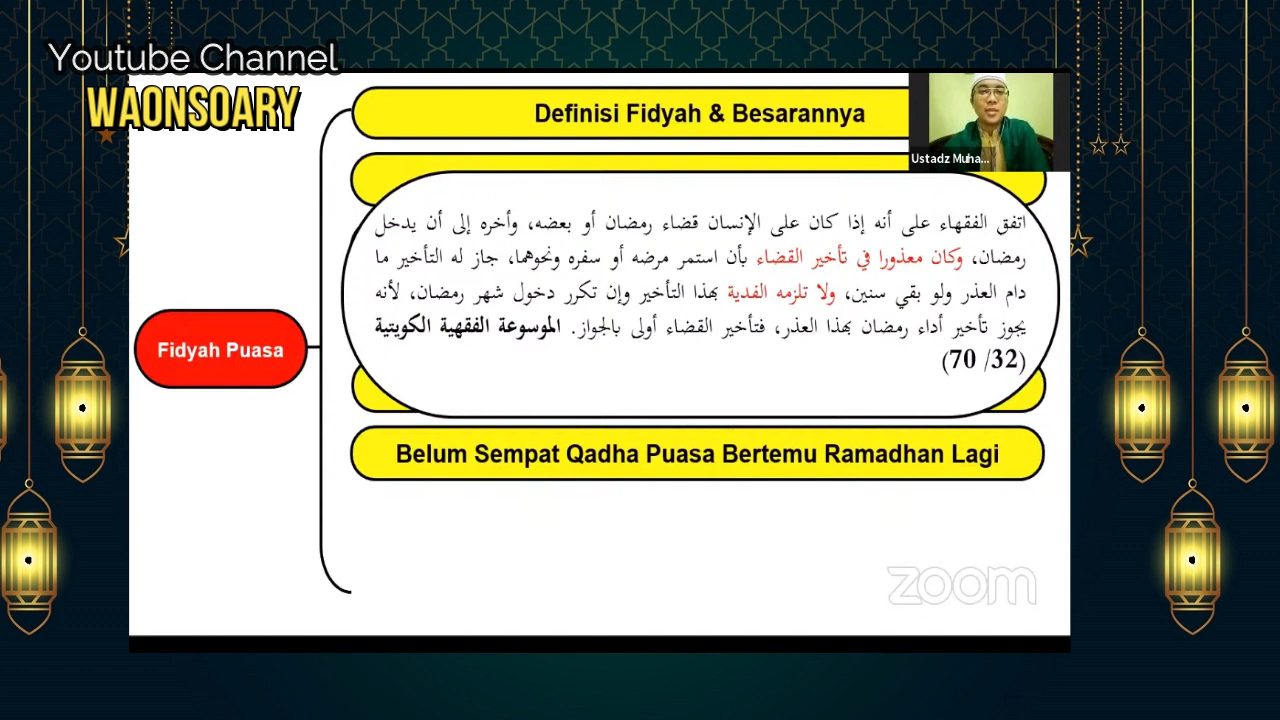 Youtube Channel
WAONSOARY
Definisi Fidyah & Besarannya
Ustadz Muha...
اتفق الفقهاء على أنه إذا كان على الإنسان قضاء رمضان أو بعضه، وأخره إلى أن يدخل
رمضان، وكان معذورا في تأخير القضاء بأن استمر مرضه أو سفره ونحوهما، جاز له التأخير ما
دام العذر ولو بقي سنين، ولا تلزمه الفدية بهذا التأخير وإن تكرر دخول شهر رمضان، لأنه
يجوز تأخير أداء رمضان بهذا العذر، فتأخير القضاء أولى بالجواز. الموسوعة الفقهية الكويتية
(32/ 70)
Fidyah Puasa
Belum Sempat Qadha Puasa Bertemu Ramadhan Lagi
zoom